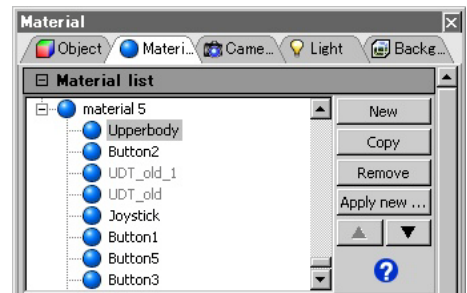 Material
Object Materi... Came... Light Backg...
Material list
material 5
Upperbody
Button2
UDT_old_1
UDT_old
Joystick
Button1
Button5
Button3
New
Copy
Remove
Apply new ...
?